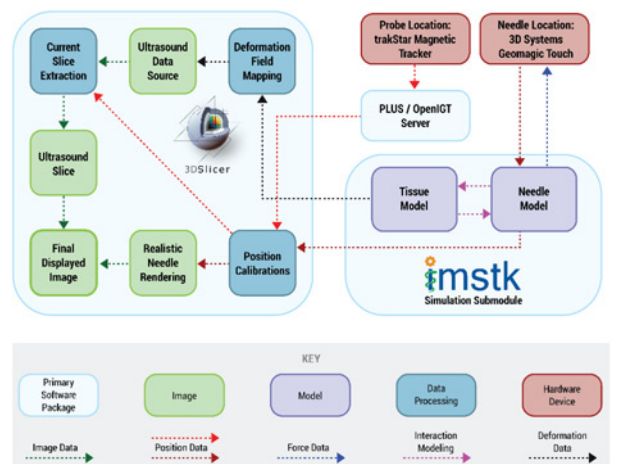 Current
Slice
Extraction
Ultrasound
Data
Source
Deformation
Field
Mapping
Probe Location:
trakStar Magnetic
Tracker
Needle Location:
3D Systems
Geomagic Touch
PLUS / OpenIGT
Server
3DSlicer
Ultrasound
Slice
Tissue
Model
Needle
Model
Final
Displayed
Image
Realistic
Needle
Rendering
Position
Calibrations
imstk
Simulation Submodule
KEY
Primary
Software
Package
Image
Model
Data
Processing
Hardware
Device
Image Data
Position Data
Force Data
Interaction
Modeling
Deformation
Data